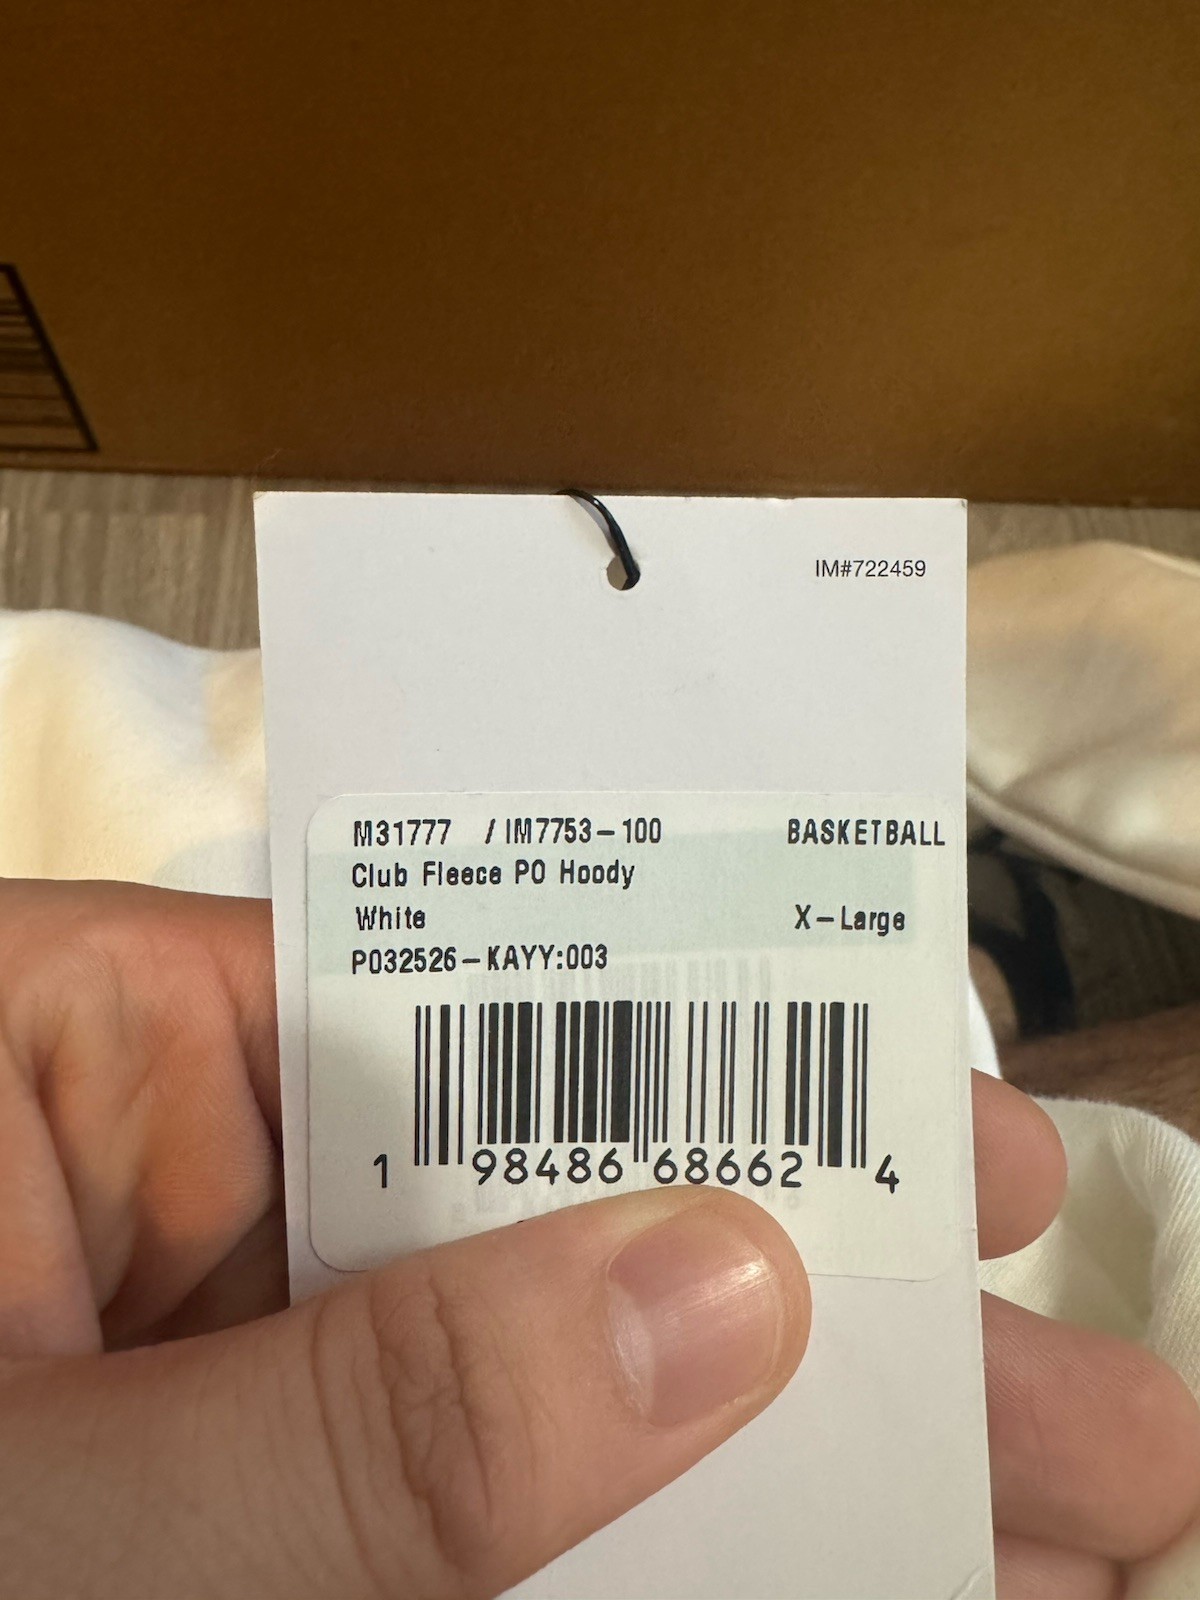 IM#722459
M31777 / IM7753-100 BASKETBALL
Club Fleece PO Hoody
White X-Large
P032526-KAYY:003
1 98486 68662 4